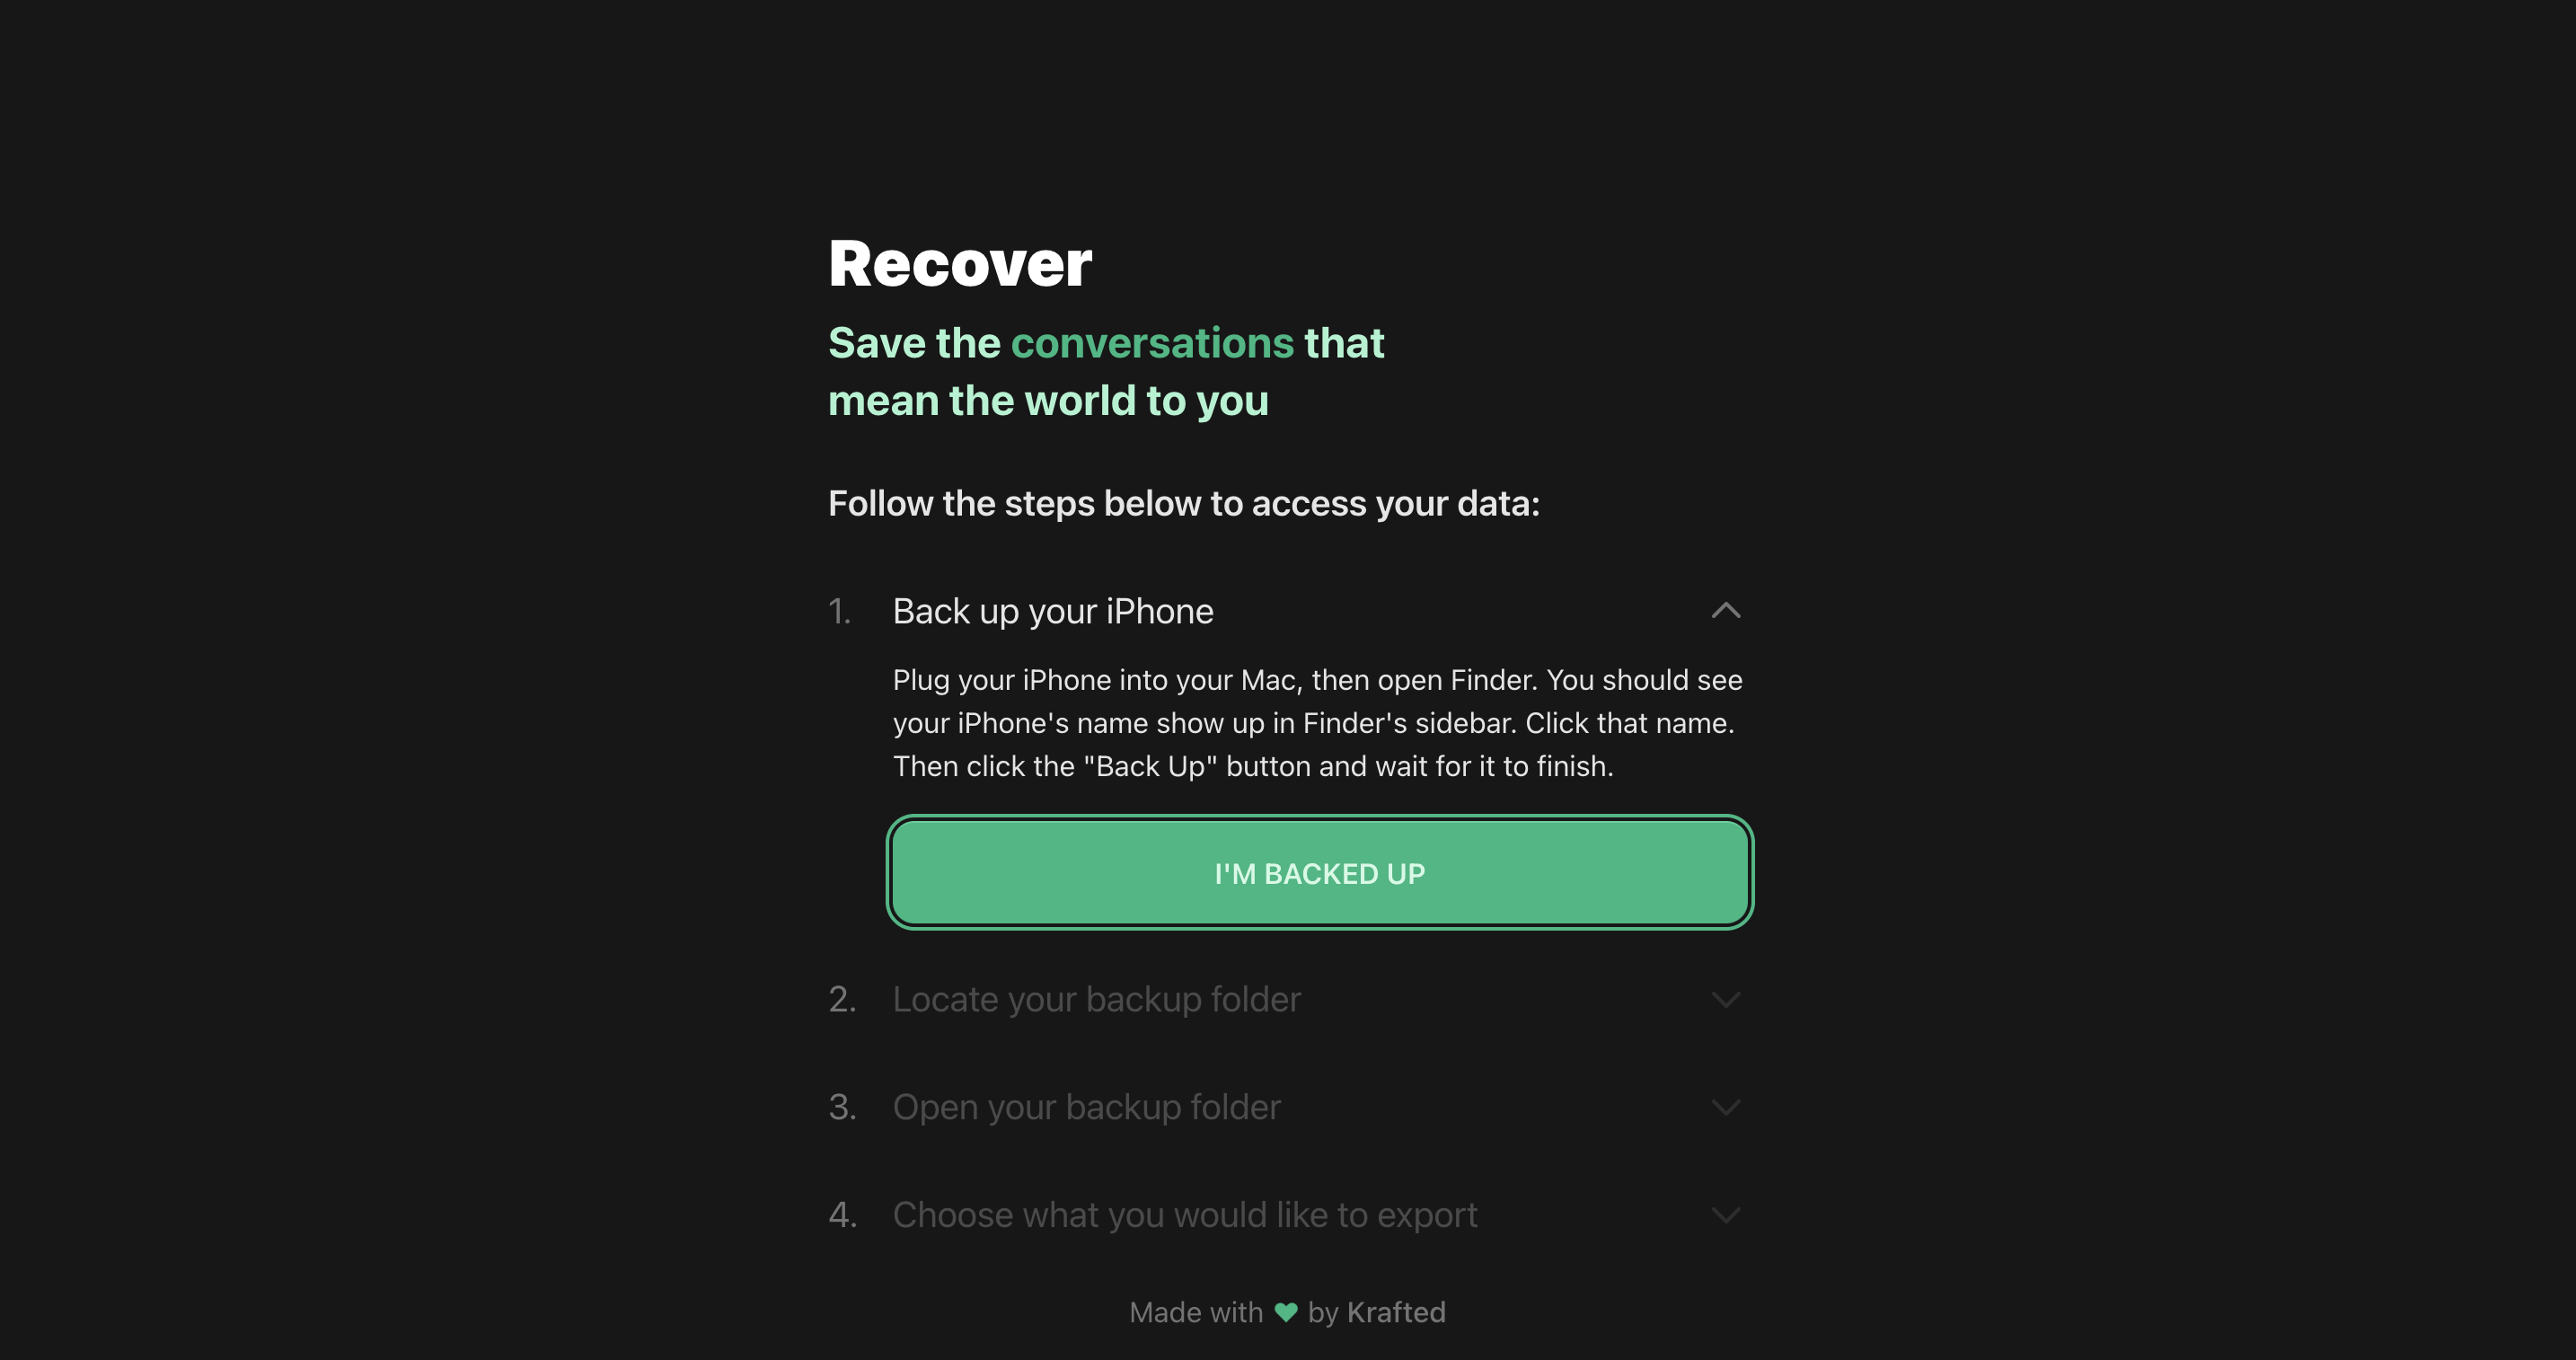 Recover
Save the conversations that
mean the world to you
Follow the steps below to access your data:
1. Back up your iPhone
Plug your iPhone into your Mac, then open Finder. You should see
your iPhone's name show up in Finder's sidebar. Click that name.
Then click the "Back Up" button and wait for it to finish.
I'M BACKED UP
2. Locate your backup folder
3. Open your backup folder
4. Choose what you would like to export
Made with ♥ by Krafted